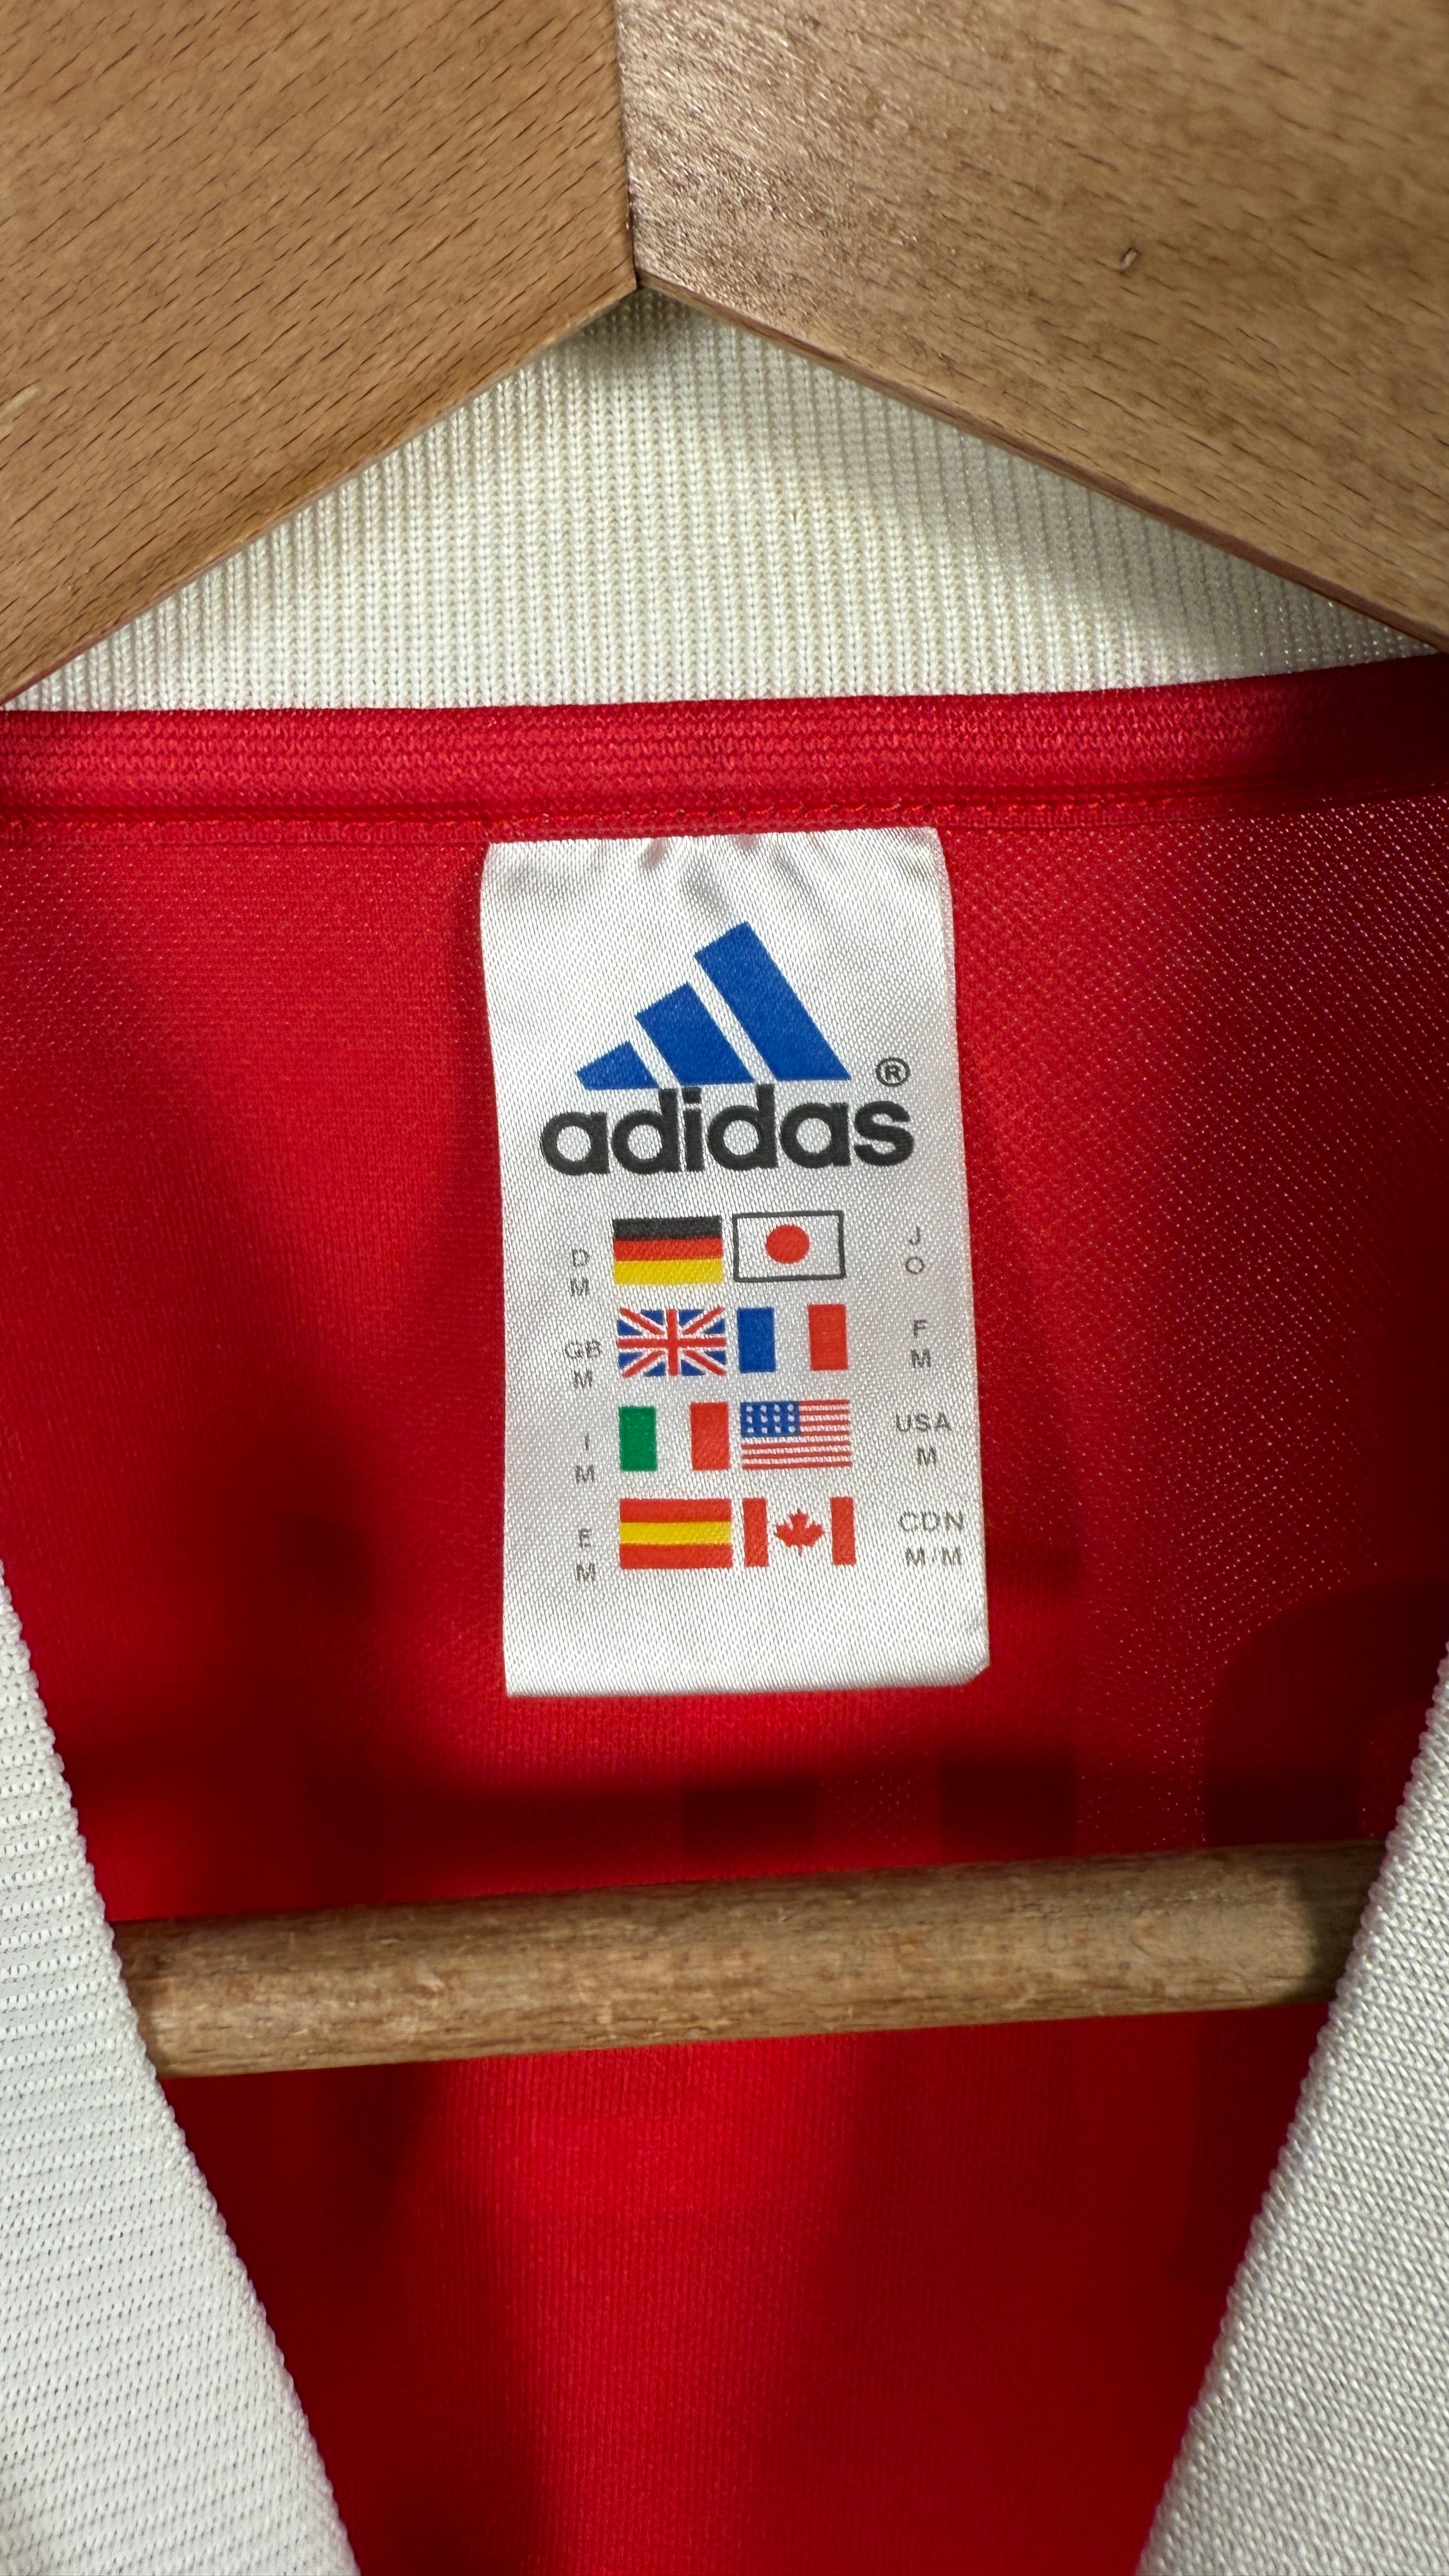 adidas®
D J
M O
GB F
M M
I USA
M M
E CDN
M M/M